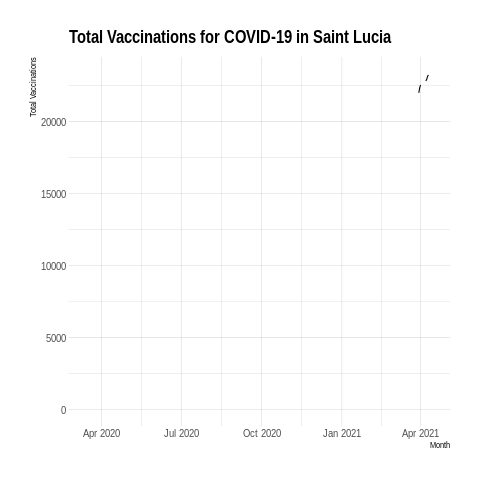 Total Vaccinations for COVID-19 in Saint Lucia
Total Vaccinations
20000
15000
10000
5000
0
Apr 2020 Jul 2020 Oct 2020 Jan 2021 Apr 2021
Month